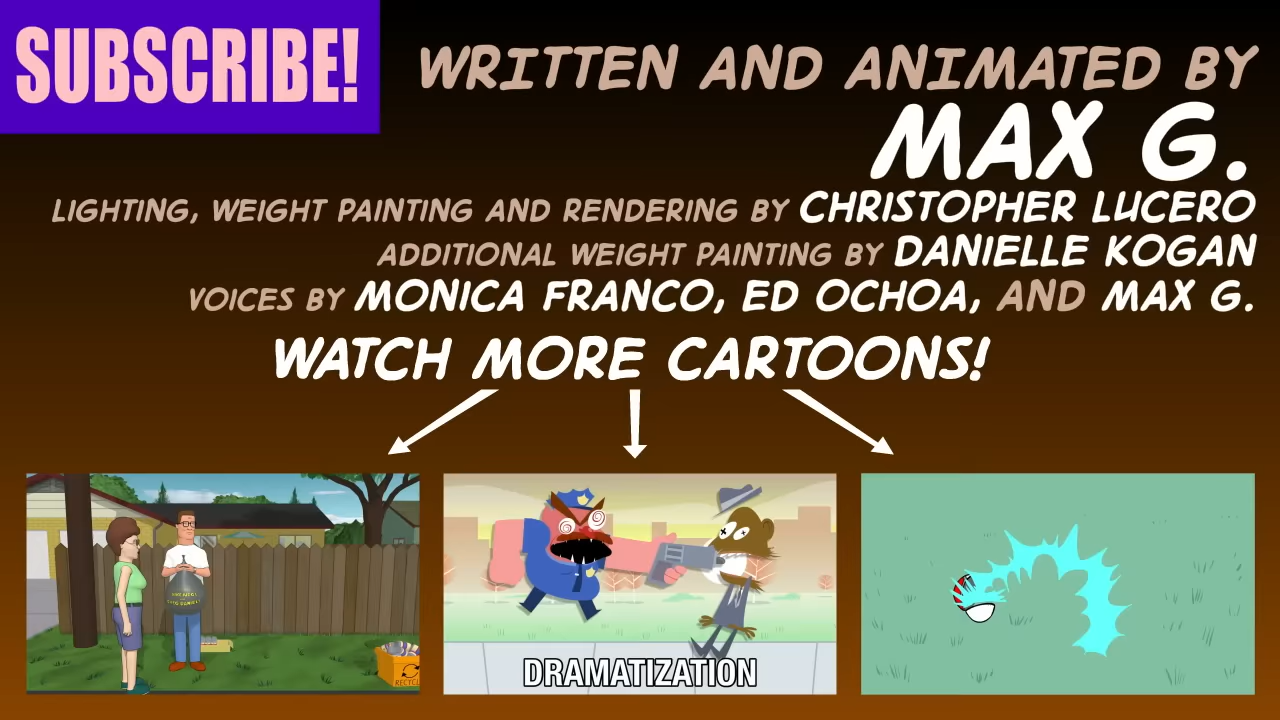 SUBSCRIBE!
WRITTEN AND ANIMATED BY
MAX G.
LIGHTING, WEIGHT PAINTING AND RENDERING BY CHRISTOPHER LUCERO
ADDITIONAL WEIGHT PAINTING BY DANIELLE KOGAN
VOICES BY MONICA FRANCO, ED OCHOA, AND MAX G.
WATCH MORE CARTOONS!
DRAMATIZATION